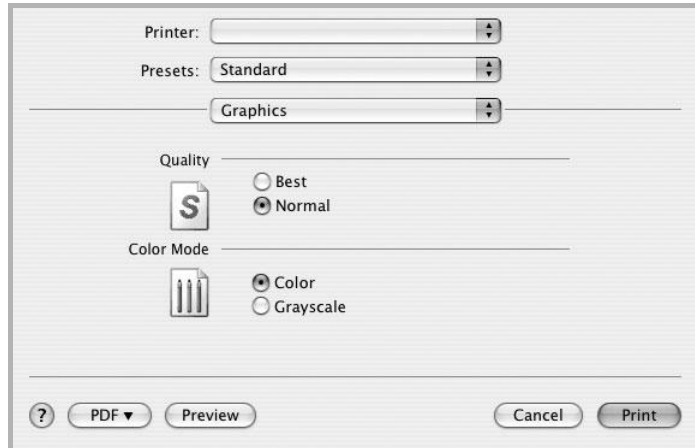 Printer:
Presets: Standard
Graphics
Quality
Best
S
Normal
Color Mode
Color
Grayscale
? PDF Preview Cancel Print